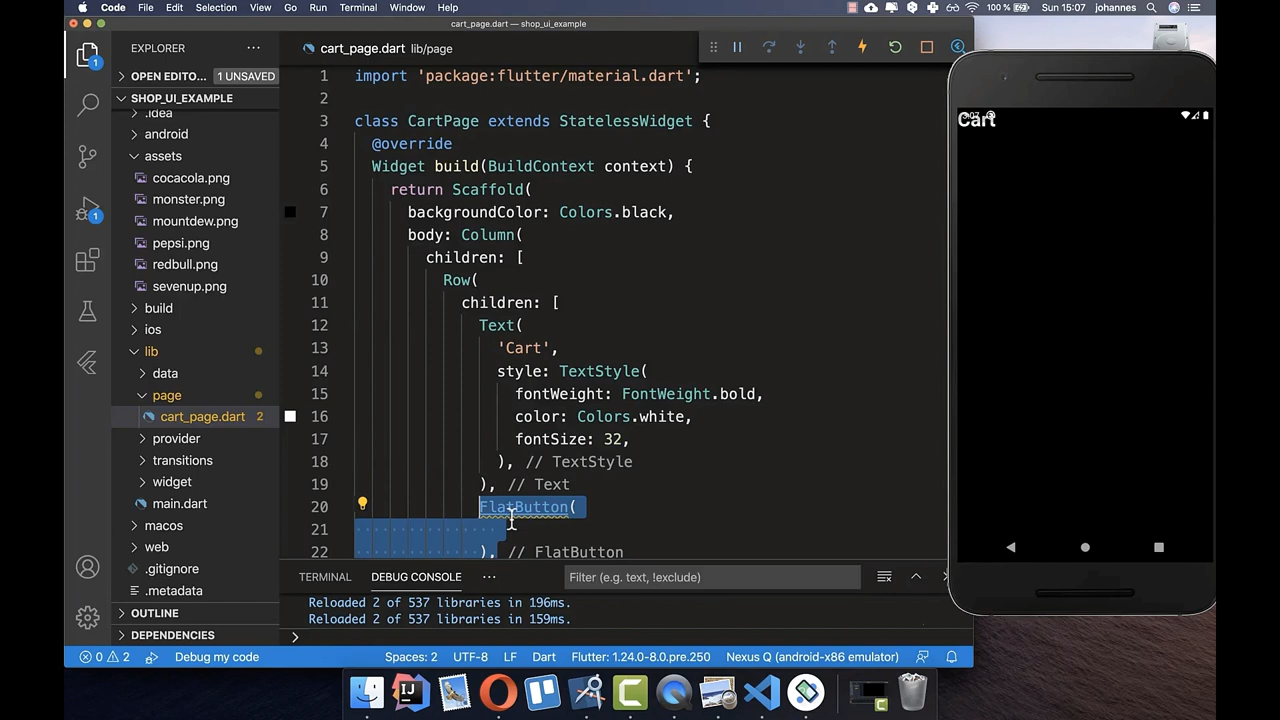 Code File Edit Selection View Go Run Terminal Window Help 100 % Sun 15:07 johannes
cart_page.dart — shop_ui_example
EXPLORER
OPEN EDITO... 1 UNSAVED
SHOP_UI_EXAMPLE
.idea
android
assets
cocacola.png
monster.png
mountdew.png
pepsi.png
redbull.png
sevenup.png
build
ios
lib
data
page
cart_page.dart 2
provider
transitions
widget
main.dart
macos
web
.gitignore
.metadata
OUTLINE
DEPENDENCIES
1
1
cart_page.dart lib/page
1 import 'package:flutter/material.dart';
2
3 class CartPage extends StatelessWidget {
4 @override
5 Widget build(BuildContext context) {
6 return Scaffold(
7 backgroundColor: Colors.black,
8 body: Column(
9 children: [
10 Row(
11 children: [
12 Text(
13 'Cart',
14 style: TextStyle(
15 fontWeight: FontWeight.bold,
16 color: Colors.white,
17 fontSize: 32,
18 ), // TextStyle
19 ), // Text
20 FlatButton(
21
22 ), // FlatButton
TERMINAL DEBUG CONSOLE ··· Filter (e.g. text, !exclude)
Reloaded 2 of 537 libraries in 196ms.
Reloaded 2 of 537 libraries in 159ms.
0 2 Debug my code Spaces: 2 UTF-8 LF Dart Flutter: 1.24.0-8.0.pre.250 Nexus Q (android-x86 emulator)
Cart